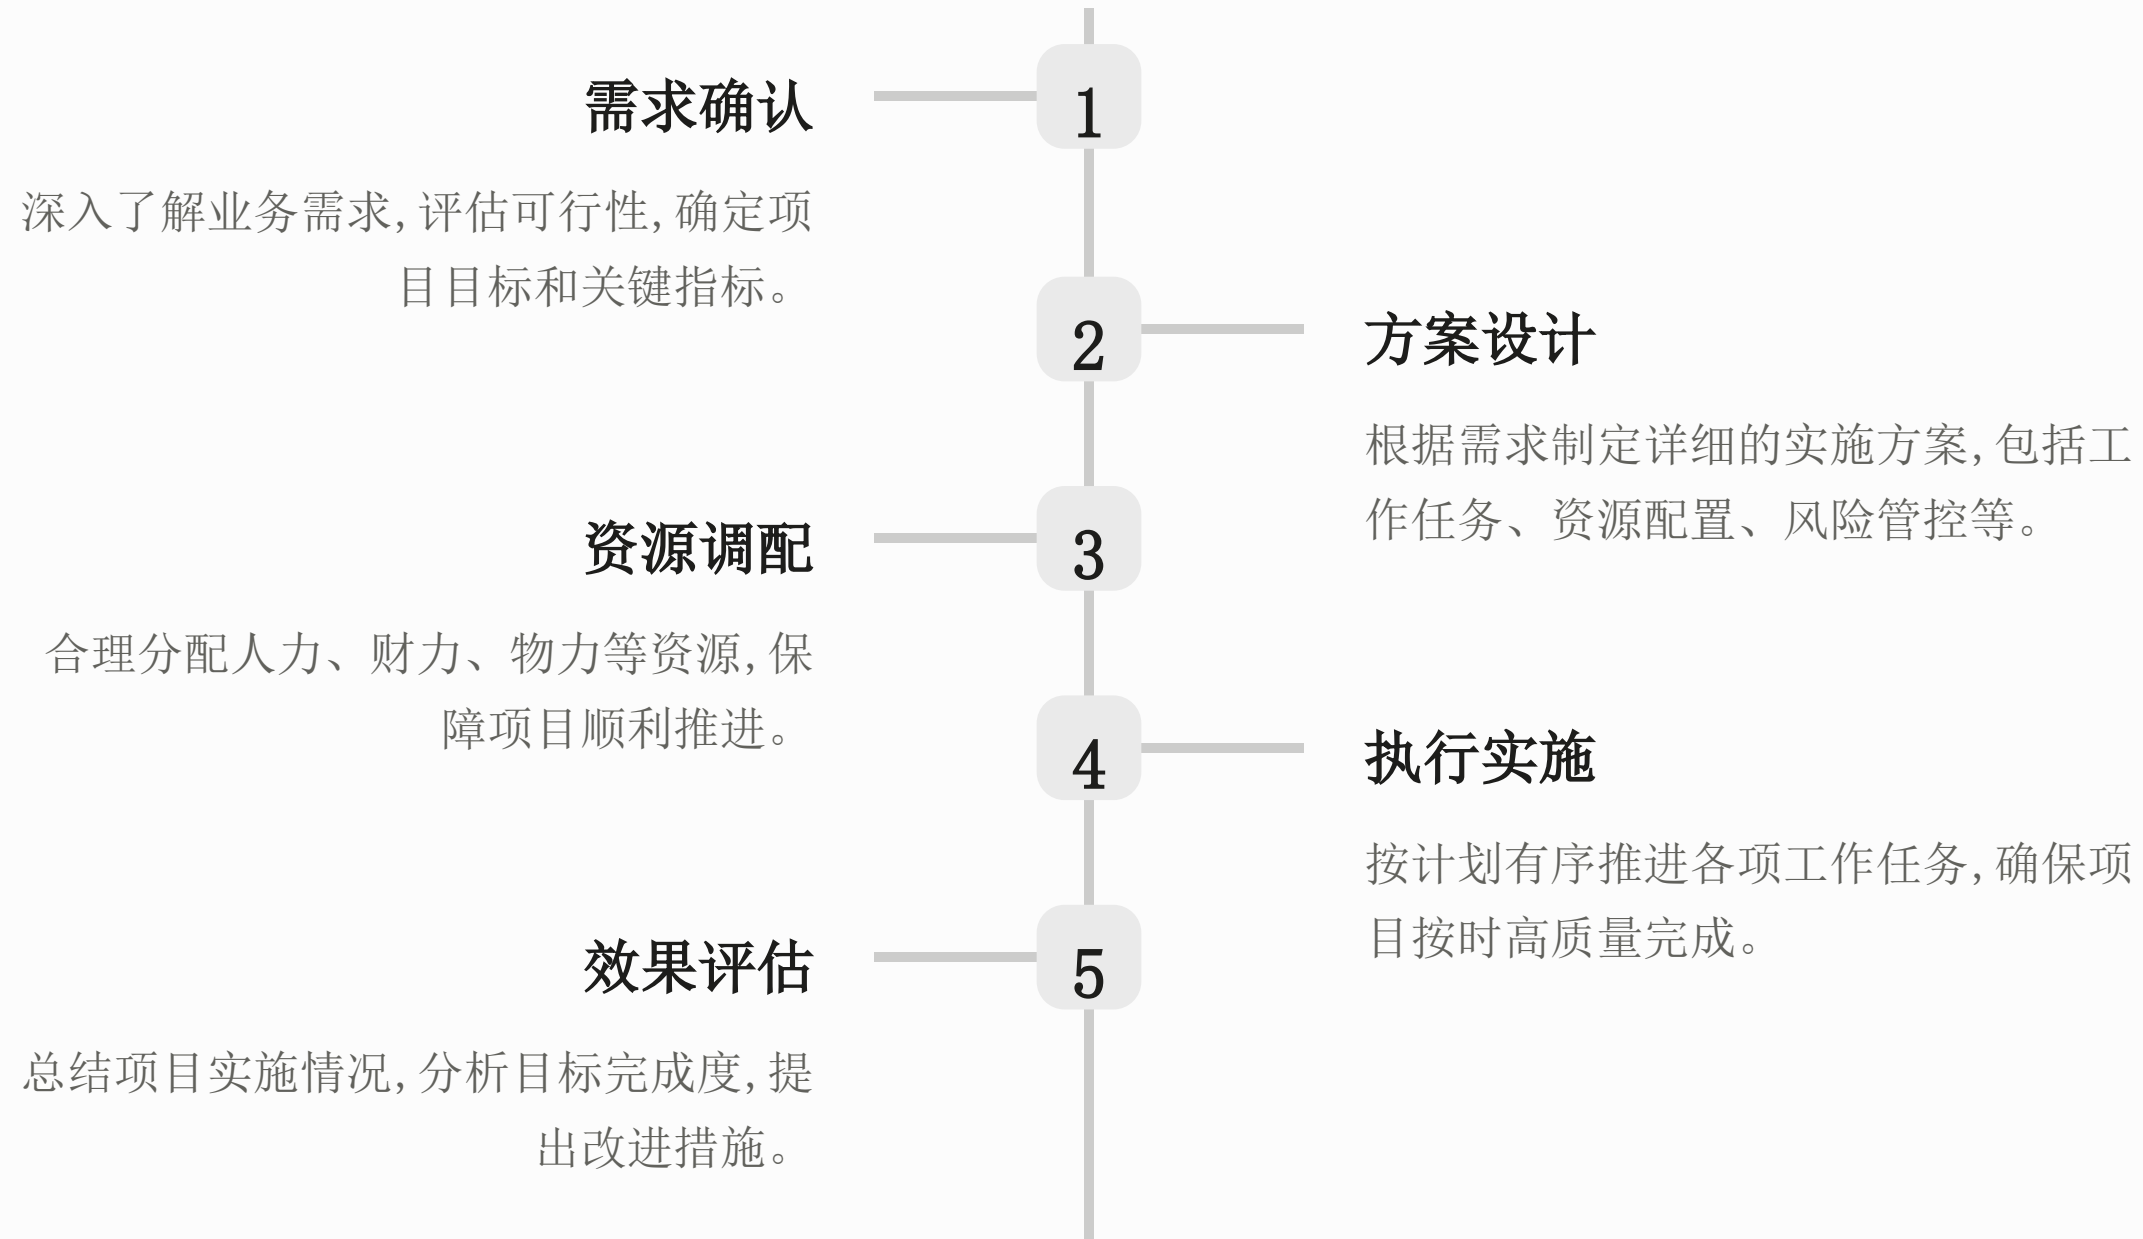 1
需求确认
深入了解业务需求,评估可行性,确定项
目目标和关键指标。
2
方案设计
根据需求制定详细的实施方案,包括工
作任务、资源配置、风险管控等。
3
资源调配
合理分配人力、财力、物力等资源,保
障项目顺利推进。
4
执行实施
按计划有序推进各项工作任务,确保项
目按时高质量完成。
5
效果评估
总结项目实施情况,分析目标完成度,提
出改进措施。